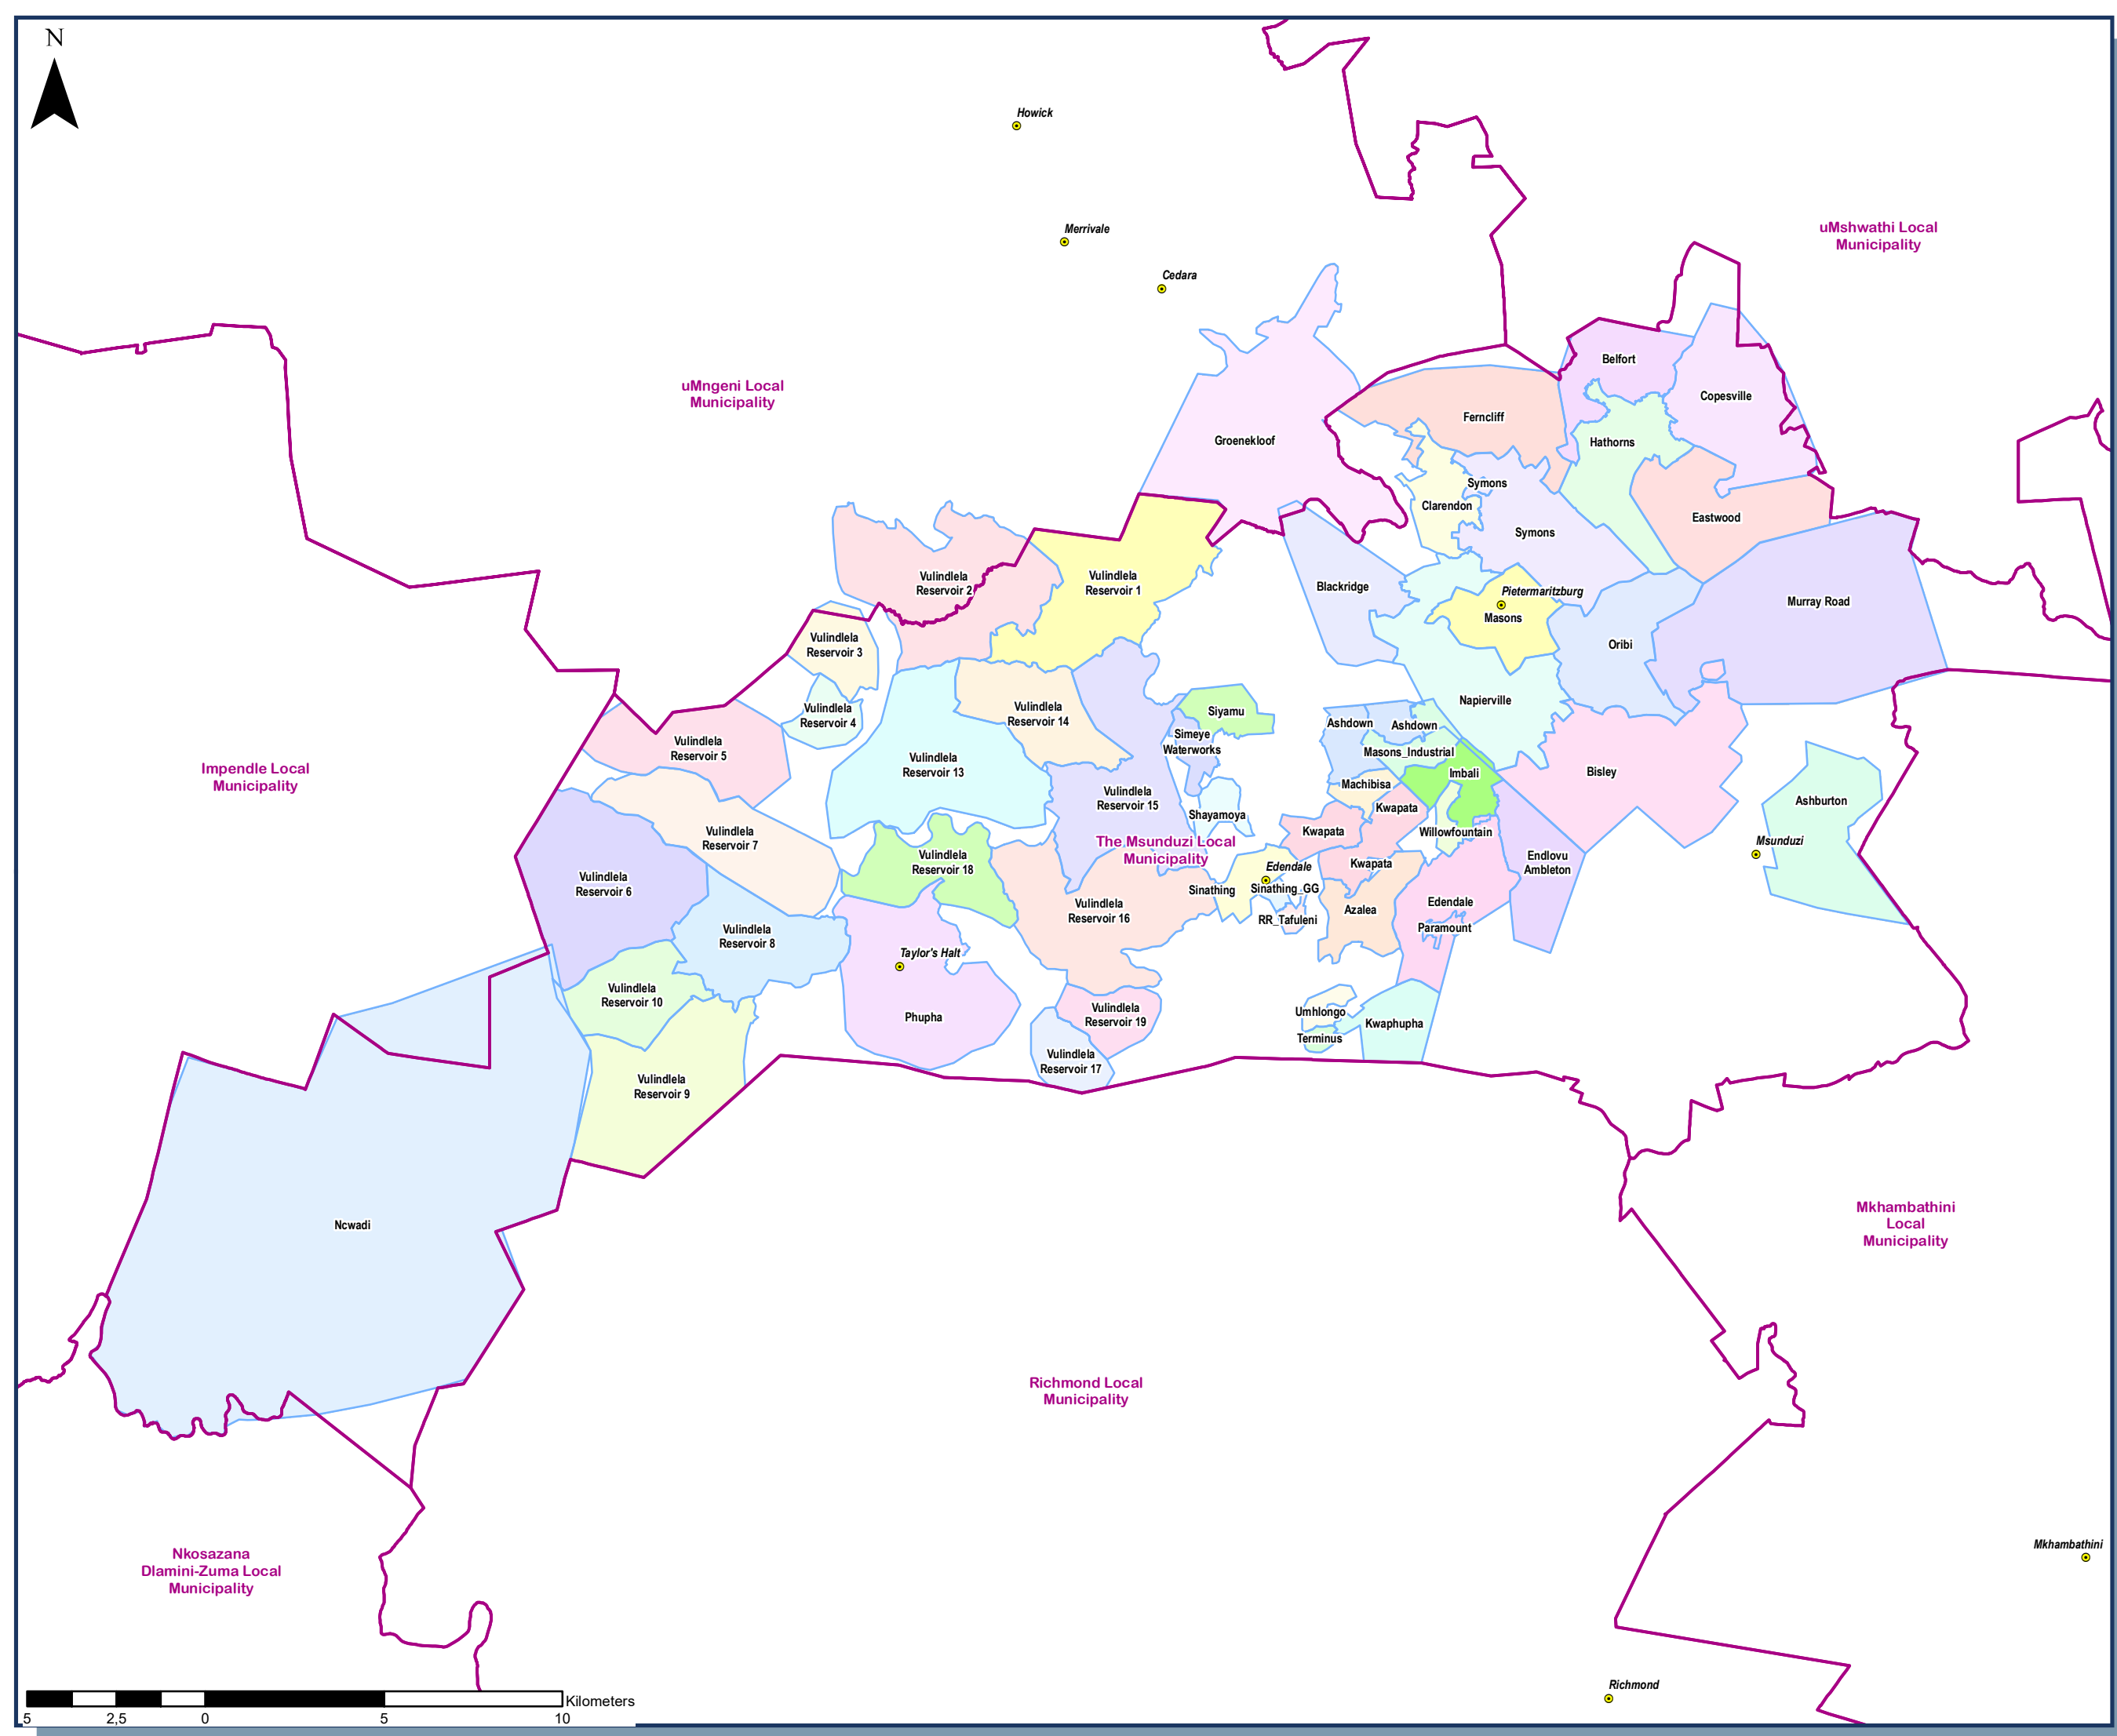 N
Howick
Merrivale
Cedara
uMshwathi Local
Municipality
uMngeni Local
Municipality
Belfort
Copesville
Ferncliff
Groenekloof
Hathorns
Symons
Clarendon
Eastwood
Symons
Vulindlela
Reservoir 2
Vulindlela
Reservoir 1
Blackridge
Pietermaritzburg
Masons
Murray Road
Oribi
Vulindlela
Reservoir 3
Vulindlela
Reservoir 4
Vulindlela
Reservoir 14
Siyamu
Napierville
Ashdown
Ashdown
Simeye
Waterworks
Masons_Industrial
Vulindlela
Reservoir 5
Vulindlela
Reservoir 13
Imbali
Bisley
Impendle Local
Municipality
Machibisa
Vulindlela
Reservoir 15
Kwapata
Ashburton
Shayamoya
Kwapata
Willowfountain
Vulindlela
Reservoir 7
The Msunduzi Local
Municipality
Msunduzi
Vulindlela
Reservoir 18
Edendale
Kwapata
Endlovu
Ambleton
Vulindlela
Reservoir 6
Sinathing
Sinathing_GG
Vulindlela
Reservoir 16
RR_Tafuleni
Azalea
Edendale
Paramount
Vulindlela
Reservoir 8
Taylor's Halt
Vulindlela
Reservoir 10
Phupha
Vulindlela
Reservoir 19
Umhlongo
Kwaphupha
Terminus
Vulindlela
Reservoir 17
Vulindlela
Reservoir 9
Ncwadi
Mkhambathini
Local
Municipality
Richmond Local
Municipality
Nkosazana
Dlamini-Zuma Local
Municipality
Mkhambathini
Richmond
Kilometers
5 2,5 0 5 10